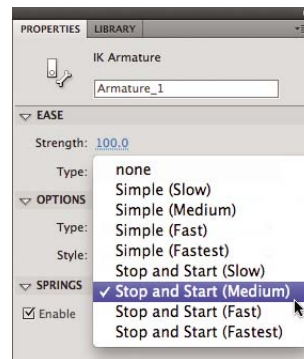 PROPERTIES LIBRARY
IK Armature
Armature_1
EASE
Strength: 100.0
Type:
none
Simple (Slow)
Simple (Medium)
OPTIONS
Type:
Simple (Fast)
Simple (Fastest)
Style:
Stop and Start (Slow)
SPRINGS
✓ Stop and Start (Medium)
Enable
Stop and Start (Fast)
Stop and Start (Fastest)